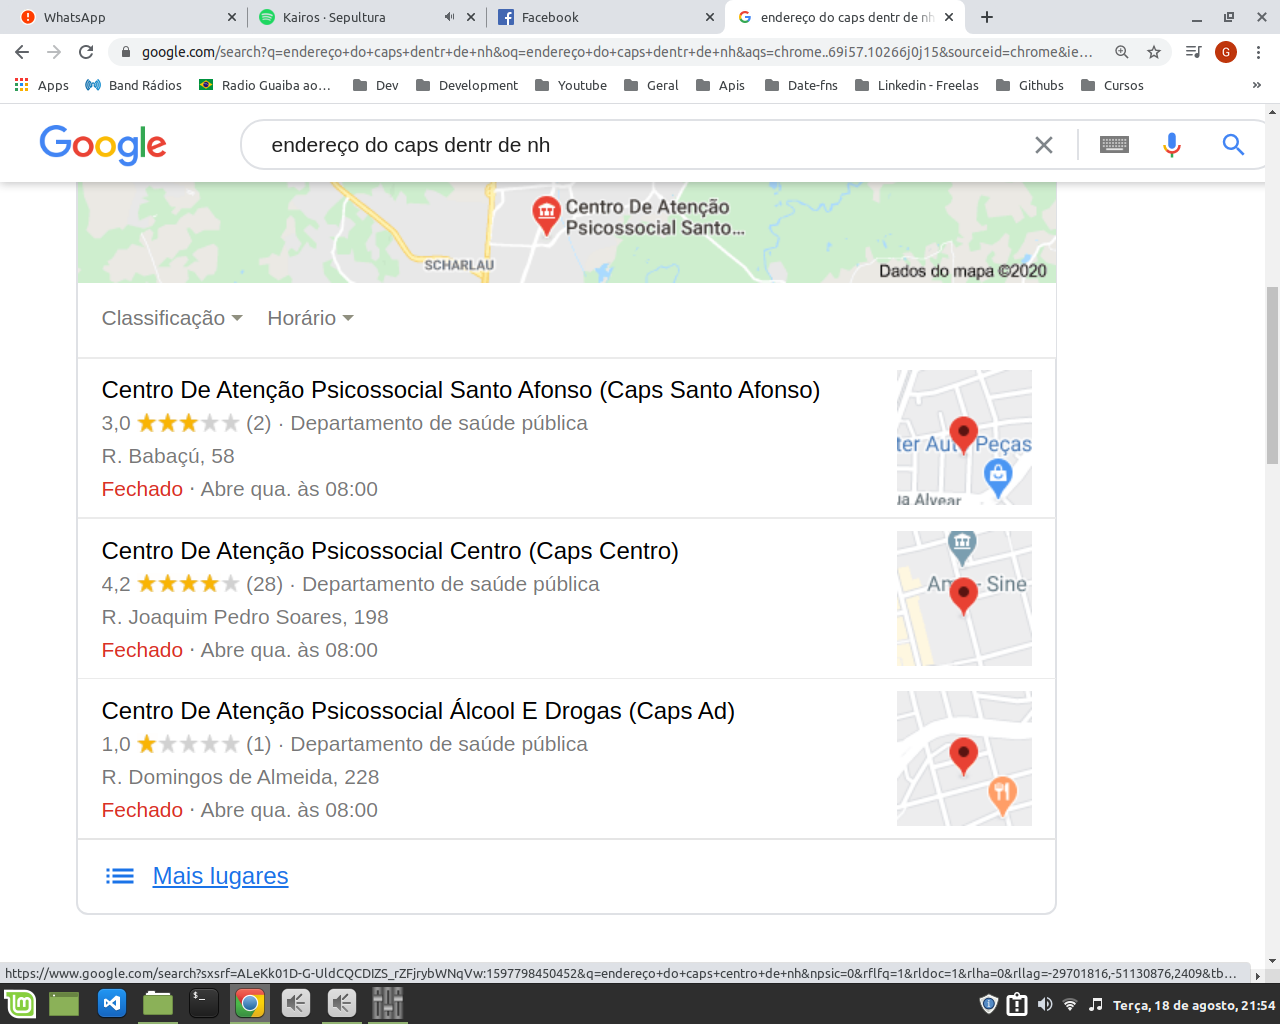 WhatsApp
Kairos · Sepultura
Facebook
endereço do caps dentr de nh
google.com/search?q=endereço+do+caps+dentr+de+nh&oq=endereço+do+caps+dentr+de+nh&aqs=chrome..69i57.10266j0j15&sourceid=chrome&ie…
G
Apps
Band Rádios
Radio Guaiba ao…
Dev
Development
Youtube
Geral
Apis
Date-fns
Linkedin - Freelas
Githubs
Cursos
»
Google
endereço do caps dentr de nh
Centro De Atenção
Psicossocial Santo...
SCHARLAU
Dados do mapa ©2020
Classificação
Horário
Centro De Atenção Psicossocial Santo Afonso (Caps Santo Afonso)
3,0 (2) · Departamento de saúde pública
R. Babaçú, 58
Fechado · Abre qua. às 08:00
ter Auto Peças
ua Alvear
Centro De Atenção Psicossocial Centro (Caps Centro)
4,2 (28) · Departamento de saúde pública
R. Joaquim Pedro Soares, 198
Fechado · Abre qua. às 08:00
Sine
Centro De Atenção Psicossocial Álcool E Drogas (Caps Ad)
1,0 (1) · Departamento de saúde pública
R. Domingos de Almeida, 228
Fechado · Abre qua. às 08:00
Mais lugares
https://www.google.com/search?sxsrf=ALeKk01D-G-UldCQCDIZS_rZFjrybWNqVw:1597798450452&q=endereço+do+caps+centro+de+nh&npsic=0&rflfq=1&rldoc=1&rlha=0&rllag=-29701816,-51130876,2409&tb…
Terça, 18 de agosto, 21:54